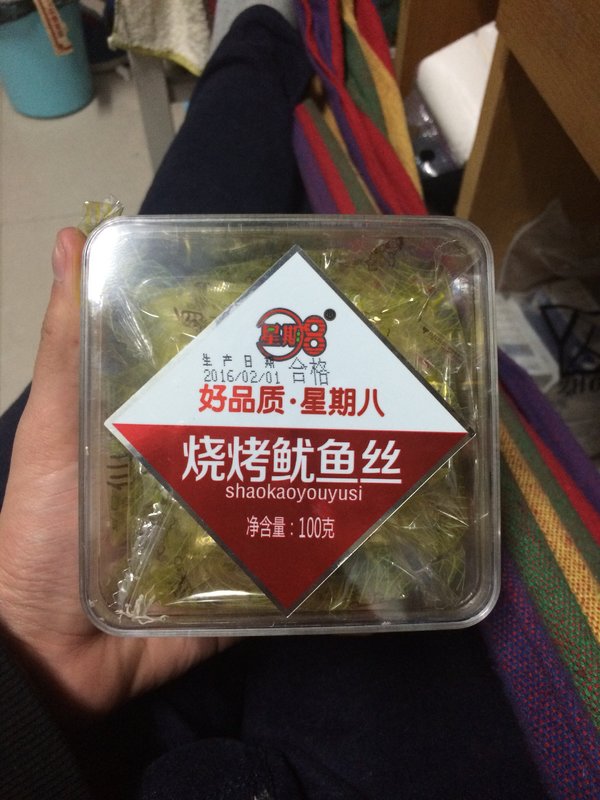 星期8
生产日期
2016/02/01 合格
好品质·星期八
烧烤鱿鱼丝
shaokaoyouyusi
净含量：100克